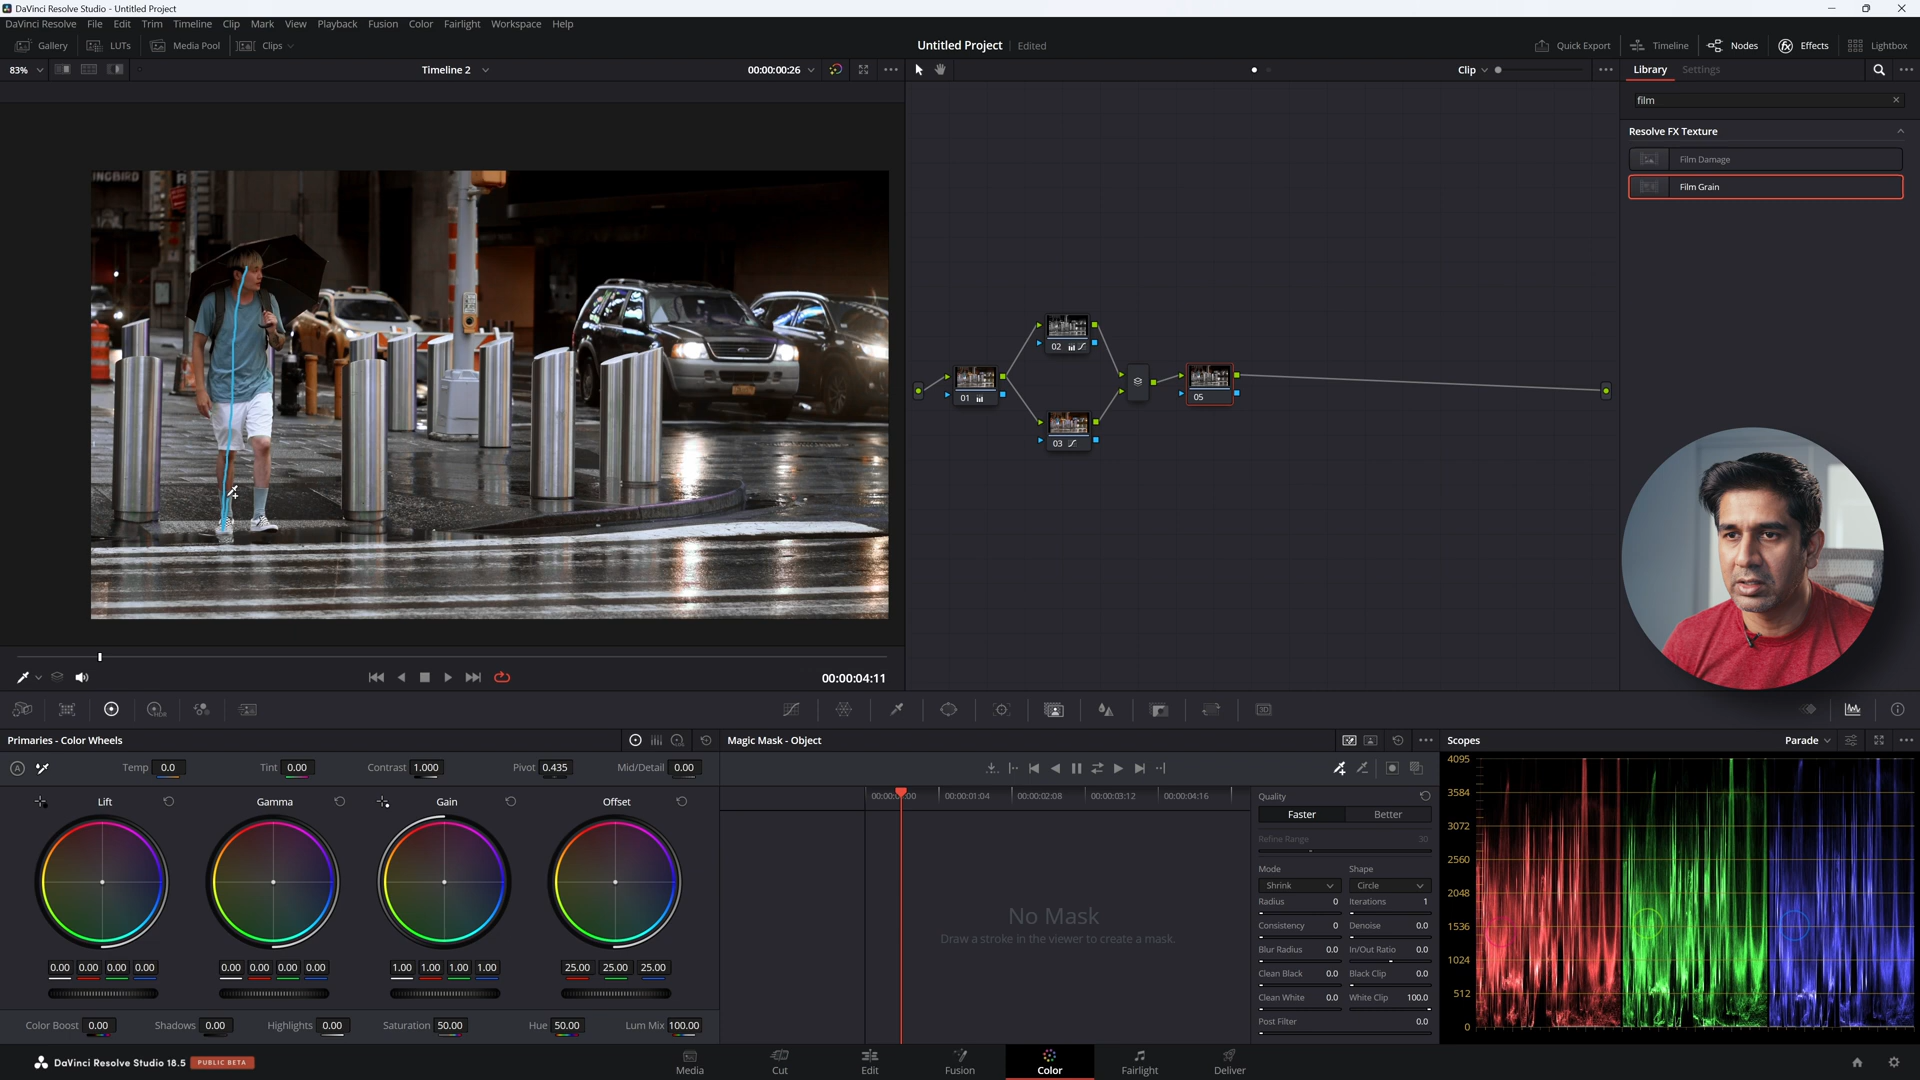 DaVinci Resolve Studio - Untitled Project
DaVinci Resolve File Edit Trim Timeline Clip Mark View Playback Fusion Color Fairlight Workspace Help
Gallery LUTs Media Pool Clips Untitled Project Edited Quick Export Timeline Nodes Effects Lightbox
83% Timeline 2 00:00:00:26 Clip Library Settings
film
Resolve FX Texture
Film Damage
Film Grain
02
01
05
03
00:00:04:11
Primaries - Color Wheels Magic Mask - Object Scopes Parade
Temp 0.0 Tint 0.00 Contrast 1.000 Pivot 0.435 Mid/Detail 0.00
Lift Gamma Gain Offset
00:00:01:04 00:00:02:08 00:00:03:12 00:00:04:16
Quality
Faster Better
Refine Range 30
Mode Shape
Shrink Circle
Radius 0 Iterations 1
Consistency 0 Denoise 0.0
Blur Radius 0.0 In/Out Ratio 0.0
Clean Black 0.0 Black Clip 0.0
Clean White 0.0 White Clip 100.0
Post Filter 0.0
No Mask
Draw a stroke in the viewer to create a mask.
4095
3584
3072
2560
2048
1536
1024
512
0
0.00 0.00 0.00 0.00 0.00 0.00 0.00 0.00 1.00 1.00 1.00 1.00 25.00 25.00 25.00
Color Boost 0.00 Shadows 0.00 Highlights 0.00 Saturation 50.00 Hue 50.00 Lum Mix 100.00
DaVinci Resolve Studio 18.5 PUBLIC BETA
Media Cut Edit Fusion Color Fairlight Deliver